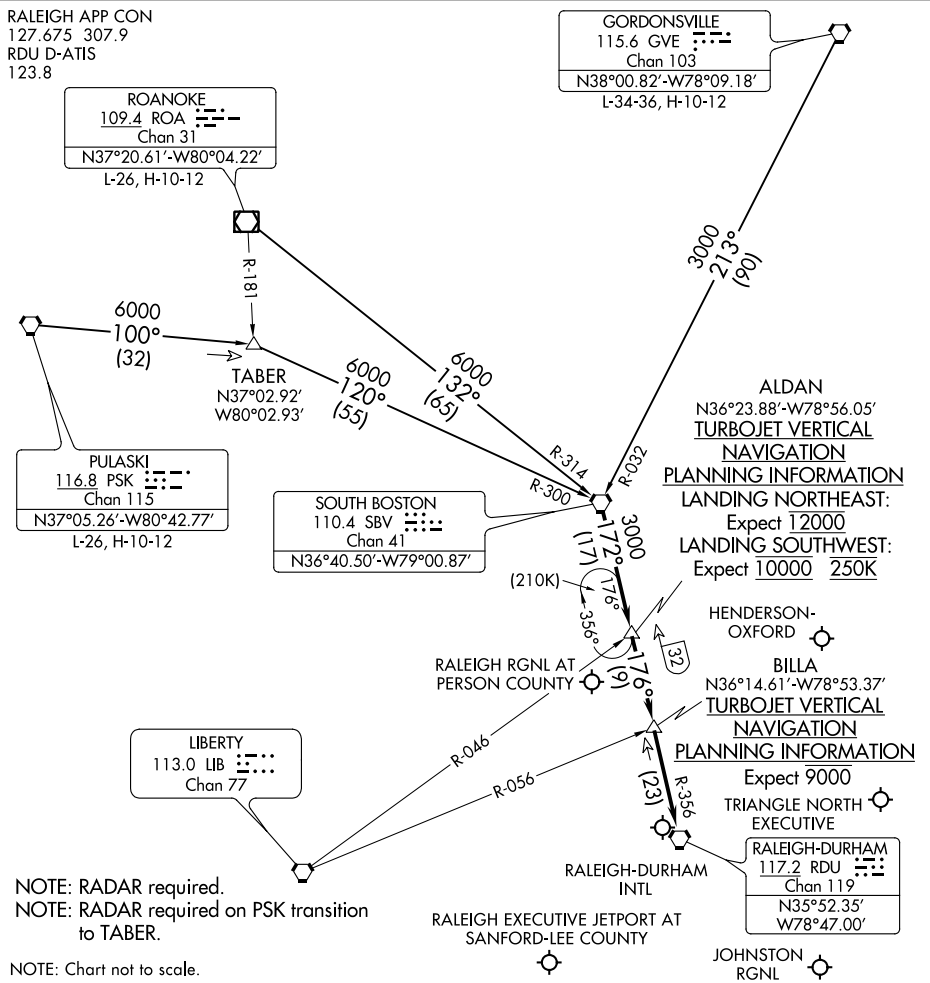 RALEIGH APP CON
127.675 307.9
RDU D-ATIS
123.8
GORDONSVILLE
115.6 GVE
Chan 103
N38°00.82'-W78°09.18'
L-34-36, H-10-12
ROANOKE
109.4 ROA
Chan 31
N37°20.61'-W80°04.22'
L-26, H-10-12
R-181
3000
213°
(90)
6000
100°
(32)
TABER
N37°02.92'
W80°02.93'
6000
120°
(55)
6000
132°
(65)
R-314
R-300
R-032
PULASKI
116.8 PSK
Chan 115
N37°05.26'-W80°42.77'
L-26, H-10-12
SOUTH BOSTON
110.4 SBV
Chan 41
N36°40.50'-W79°00.87'
ALDAN
N36°23.88'-W78°56.05'
TURBOJET VERTICAL
NAVIGATION
PLANNING INFORMATION
LANDING NORTHEAST:
Expect 12000
LANDING SOUTHWEST:
Expect 10000 250K
3000
172°
(17)
(210K)
176°
356°
32
HENDERSON-
OXFORD
RALEIGH RGNL AT
PERSON COUNTY
176°
(9)
BILLA
N36°14.61'-W78°53.37'
TURBOJET VERTICAL
NAVIGATION
PLANNING INFORMATION
Expect 9000
LIBERTY
113.0 LIB
Chan 77
R-046
R-056
R-356
(23)
TRIANGLE NORTH
EXECUTIVE
RALEIGH-DURHAM
INTL
RALEIGH-DURHAM
117.2 RDU
Chan 119
N35°52.35'
W78°47.00'
NOTE: RADAR required.
NOTE: RADAR required on PSK transition
to TABER.
NOTE: Chart not to scale.
RALEIGH EXECUTIVE JETPORT AT
SANFORD-LEE COUNTY
JOHNSTON
RGNL